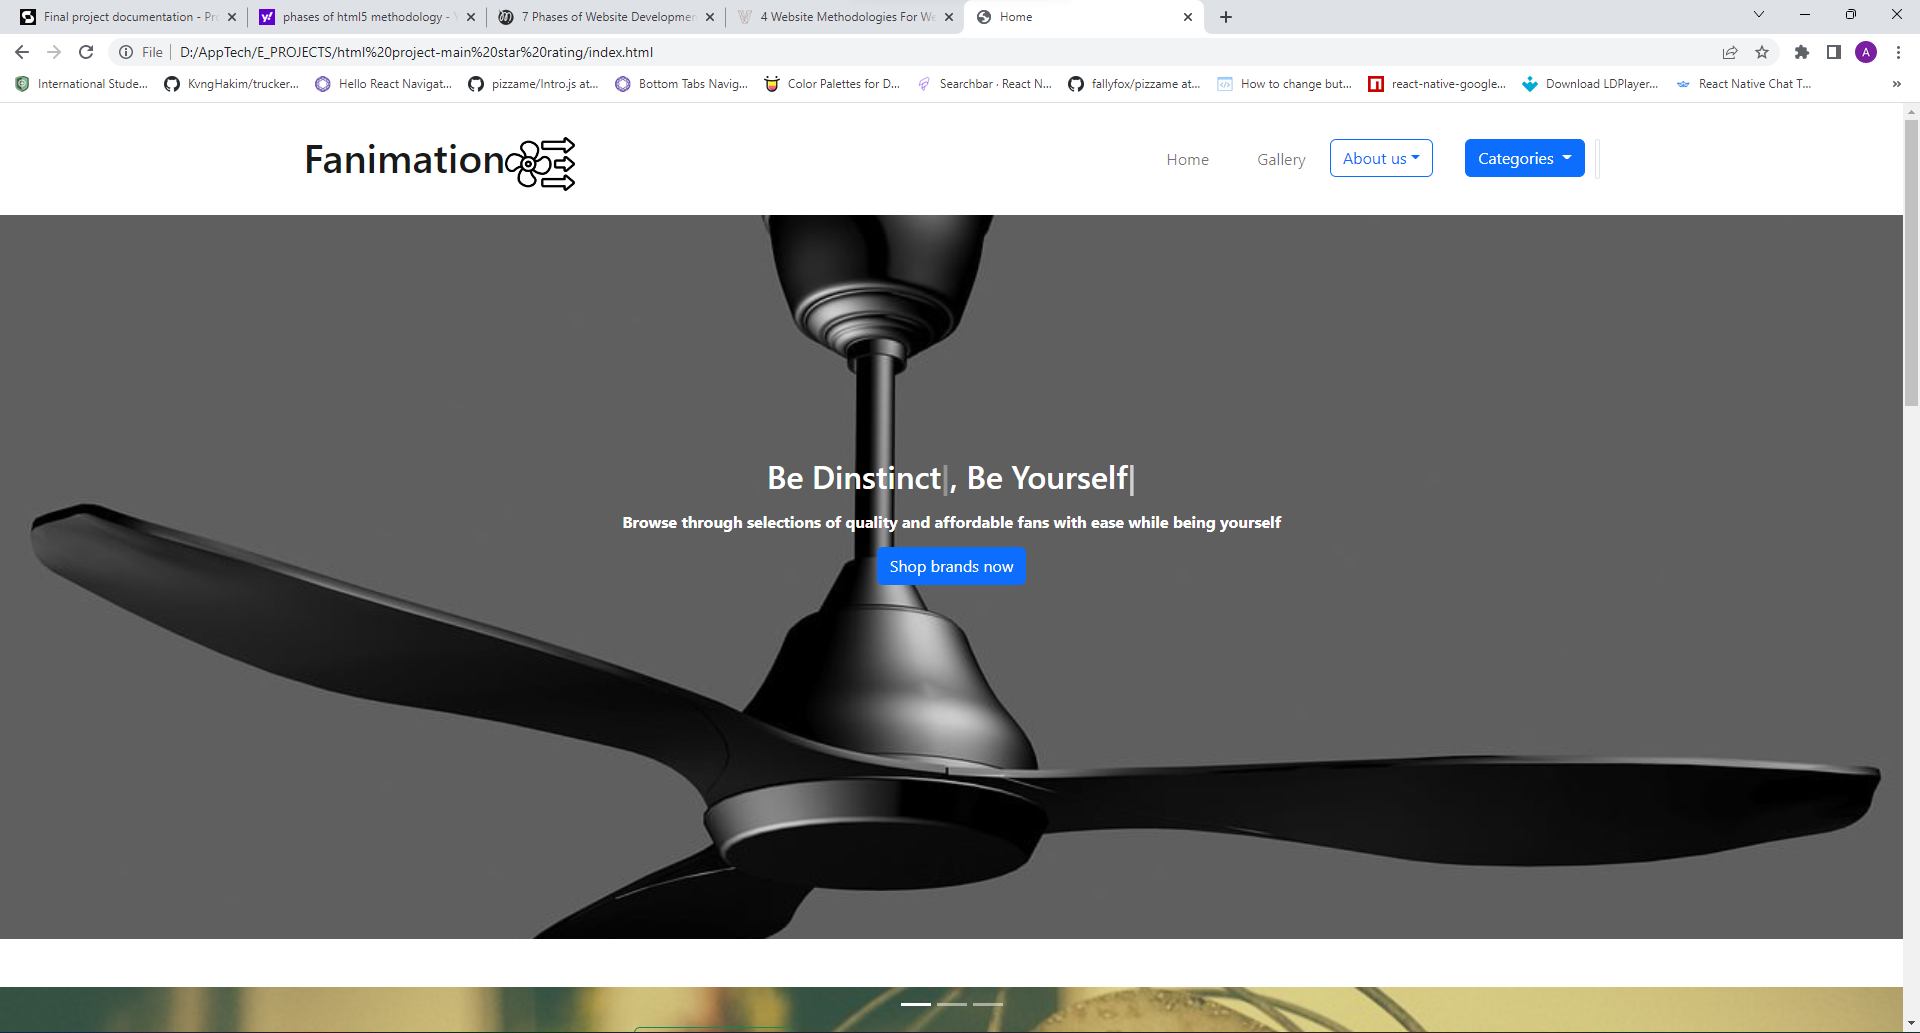 Final project documentation - Pr
phases of html5 methodology - Y
7 Phases of Website Developmen
4 Website Methodologies For We
Home
File
D:/AppTech/E_PROJECTS/html%20project-main%20star%20rating/index.html
A
International Stude...
KvngHakim/trucker...
Hello React Navigat...
pizzame/Intro.js at...
Bottom Tabs Navig...
Color Palettes for D...
Searchbar · React N...
fallyfox/pizzame at...
How to change but...
react-native-google...
Download LDPlayer...
React Native Chat T...
»
Fanimation
Home
Gallery
About us
Categories
Be Dinstinct|, Be Yourself|
Browse through selections of quality and affordable fans with ease while being yourself
Shop brands now